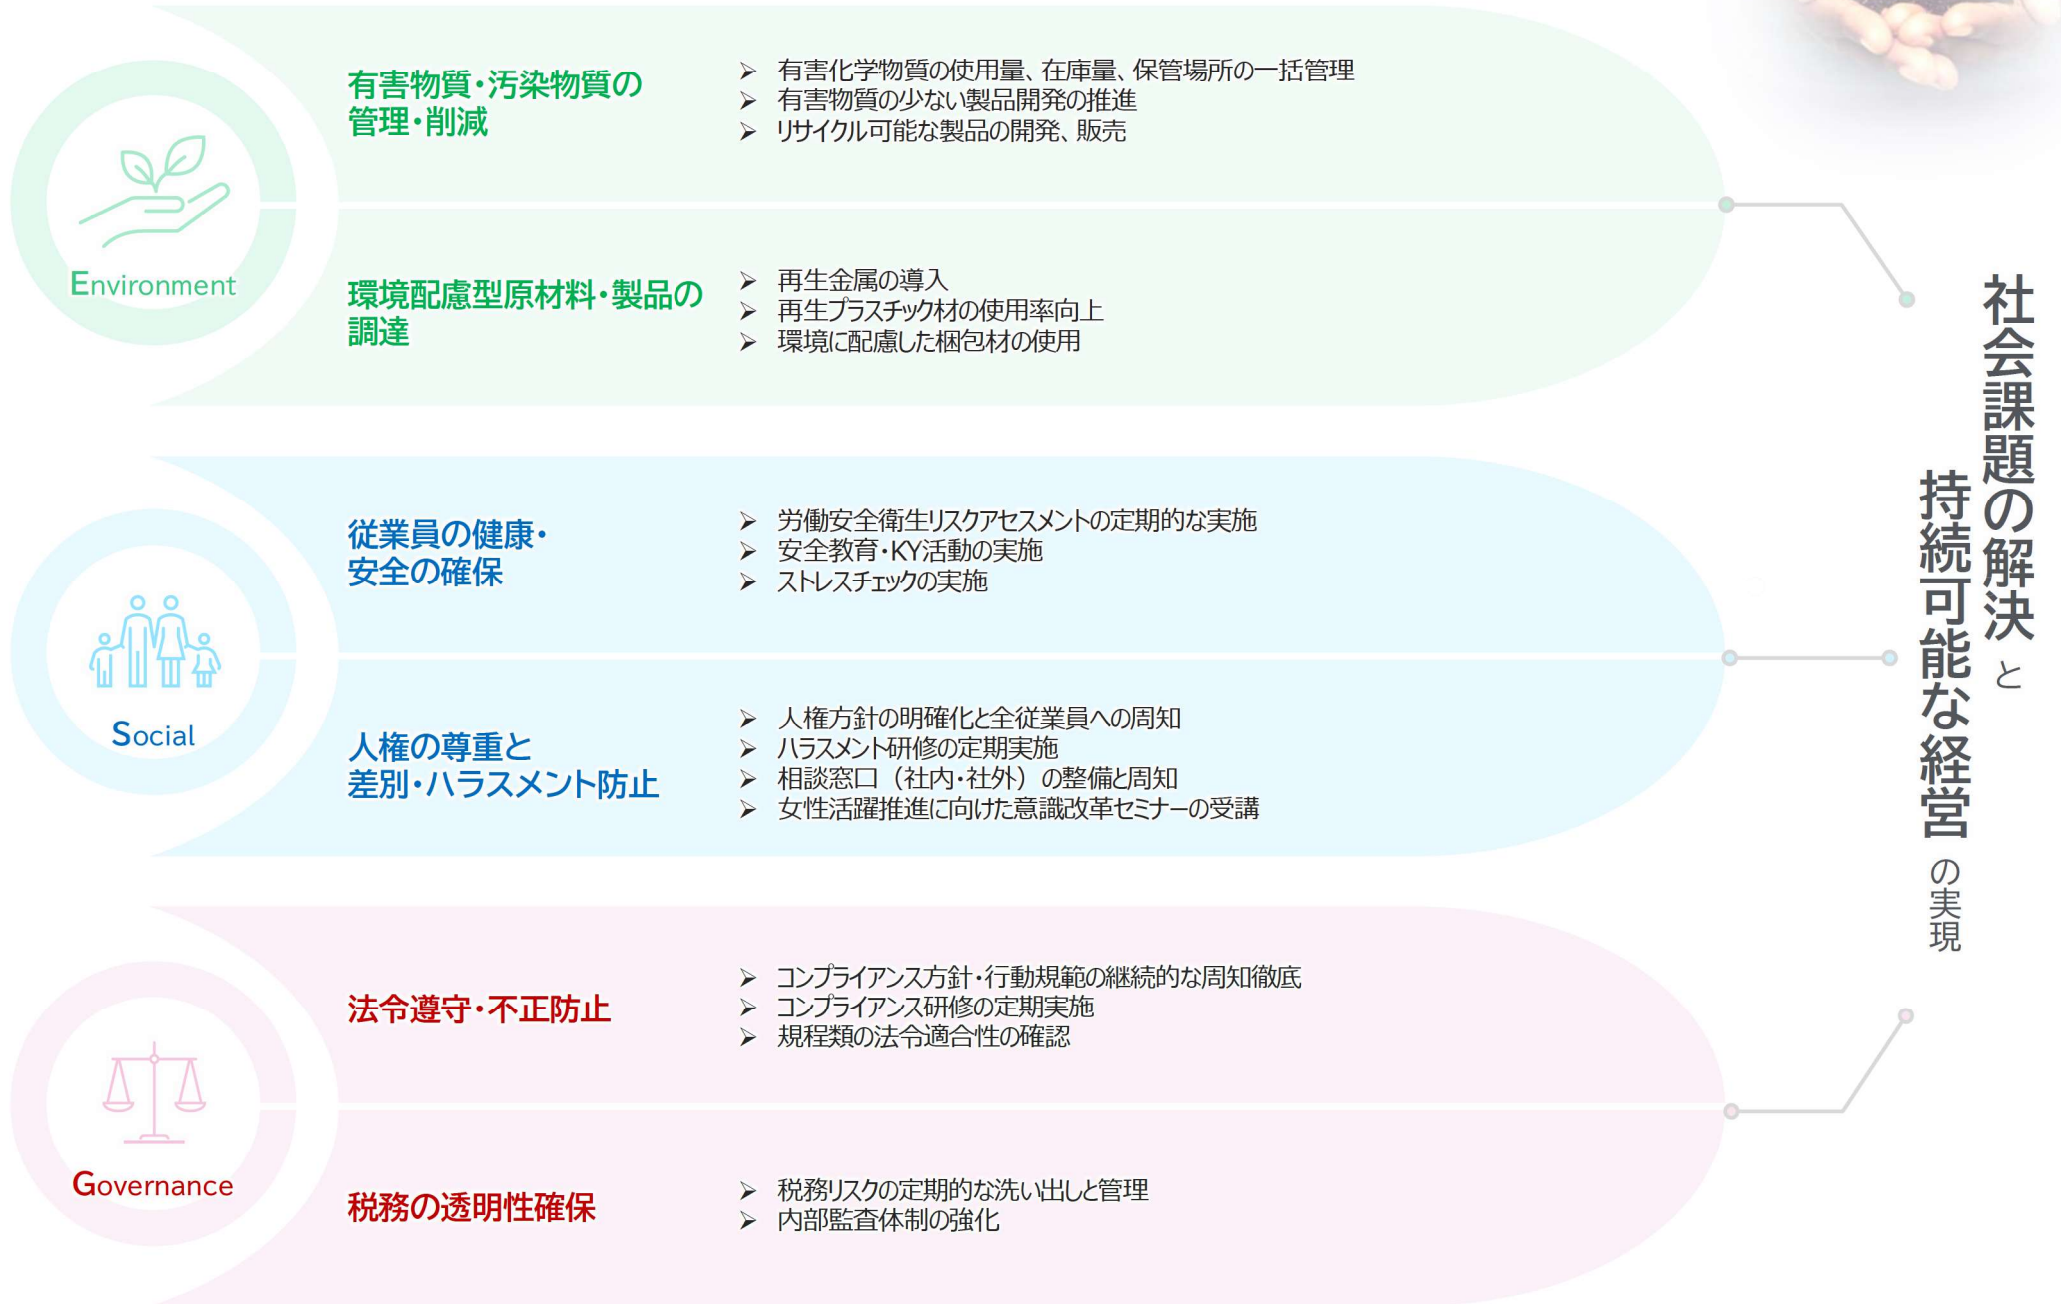 Environment
有害物質・汚染物質の
管理・削減
➢ 有害化学物質の使用量、在庫量、保管場所の一括管理
➢ 有害物質の少ない製品開発の推進
➢ リサイクル可能な製品の開発、販売
環境配慮型原材料・製品の
調達
➢ 再生金属の導入
➢ 再生プラスチック材の使用率向上
➢ 環境に配慮した梱包材の使用
Social
従業員の健康・
安全の確保
➢ 労働安全衛生リスクアセスメントの定期的な実施
➢ 安全教育・KY活動の実施
➢ ストレスチェックの実施
人権の尊重と
差別・ハラスメント防止
➢ 人権方針の明確化と全従業員への周知
➢ ハラスメント研修の定期実施
➢ 相談窓口（社内・社外）の整備と周知
➢ 女性活躍推進に向けた意識改革セミナーの受講
Governance
法令遵守・不正防止
➢ コンプライアンス方針・行動規範の継続的な周知徹底
➢ コンプライアンス研修の定期実施
➢ 規程類の法令適合性の確認
税務の透明性確保
➢ 税務リスクの定期的な洗い出しと管理
➢ 内部監査体制の強化
社会課題の解決と
持続可能な経営の実現